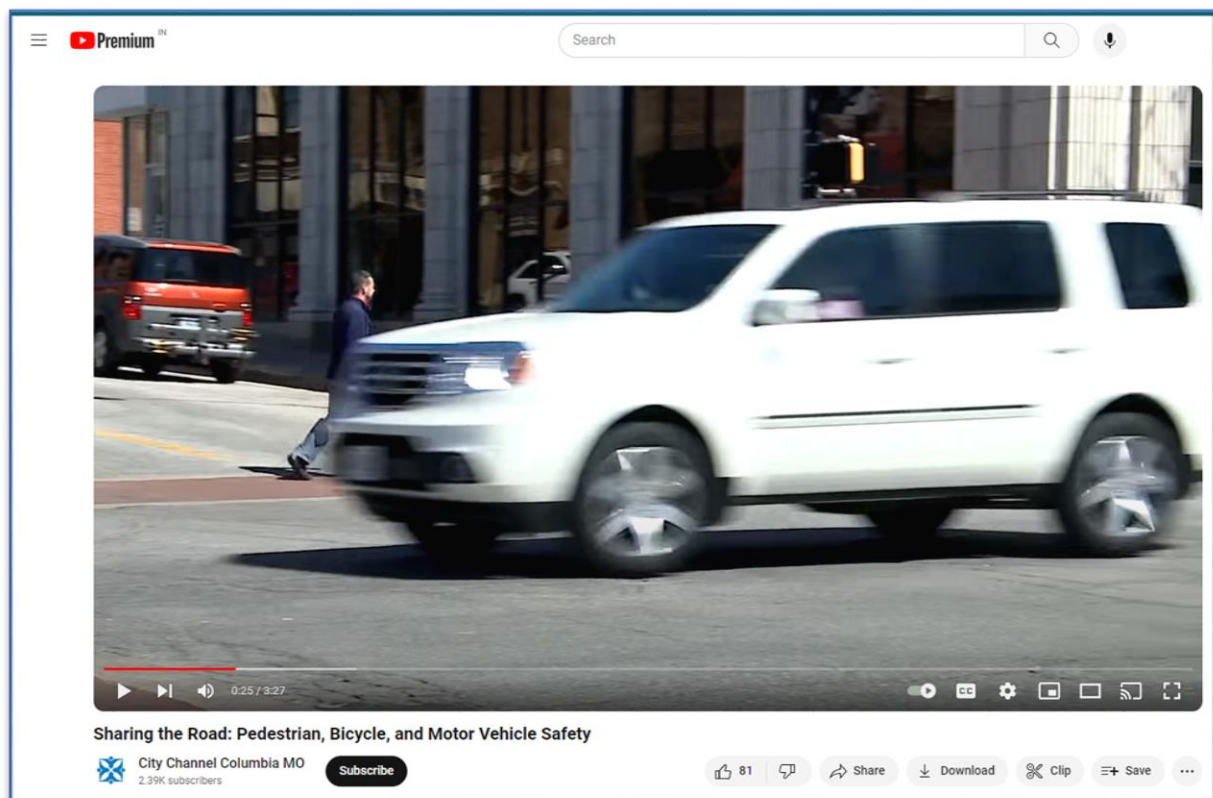 Premium IN
Search
0:25 / 3:27
CC
Sharing the Road: Pedestrian, Bicycle, and Motor Vehicle Safety
City Channel Columbia MO
2.39K subscribers
Subscribe
81
Share
Download
Clip
Save